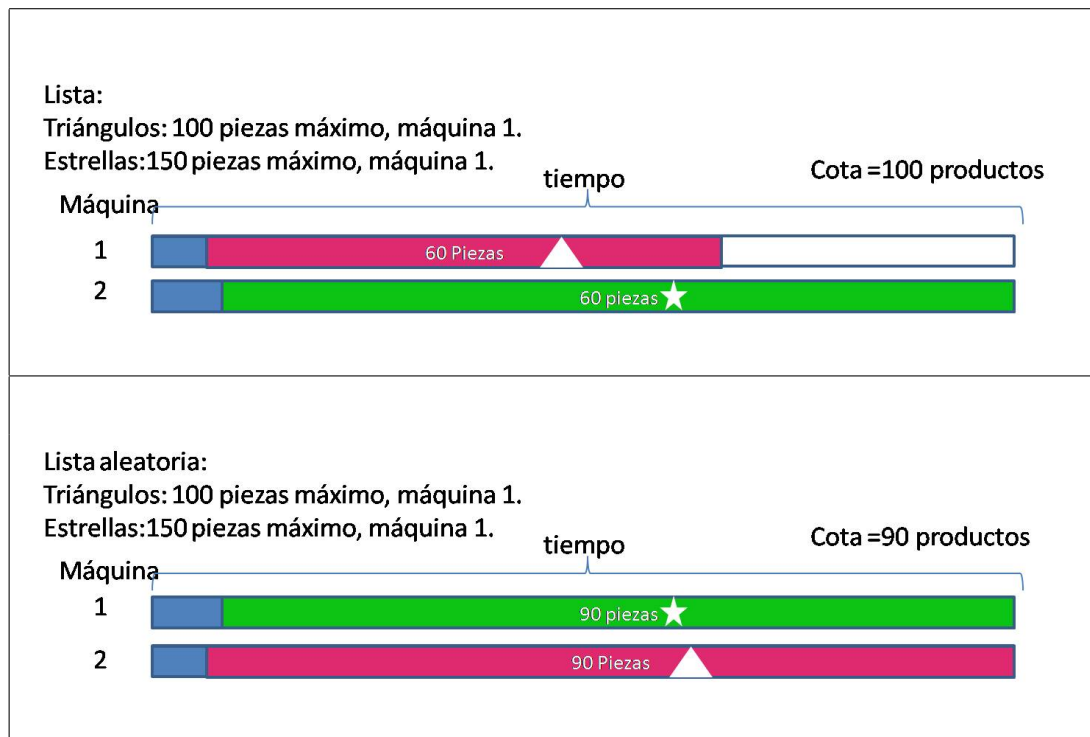 Lista:
Triángulos: 100 piezas máximo, máquina 1.
Estrellas:150 piezas máximo, máquina 1.
tiempo
Cota =100 productos
Máquina
1
60 Piezas
2
60 piezas
Lista aleatoria:
Triángulos: 100 piezas máximo, máquina 1.
Estrellas:150 piezas máximo, máquina 1.
tiempo
Cota =90 productos
Máquina
1
90 piezas
2
90 Piezas